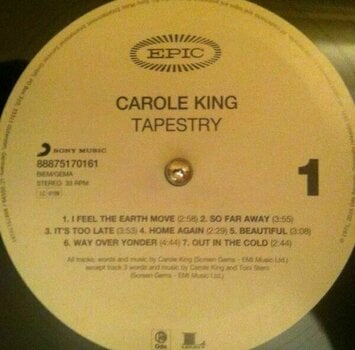 EPIC
CAROLE KING
TAPESTRY
SONY MUSIC
88875170161
BIEM/GEMA
STEREO 33 RPM
1
1. I FEEL THE EARTH MOVE (2:58) 2. SO FAR AWAY (3:55)
3. IT'S TOO LATE (3:53) 4. HOME AGAIN (2:29) 5. BEAUTIFUL (3:08)
6. WAY OVER YONDER (4:44) 7. OUT IN THE COLD (2:44)
All tracks; words and music by Carole King (Screen Gems - EMI Music Ltd.)
except track 3 words and music by Carole King and Toni Stern
(Screen Gems - EMI Music Ltd.)
Ode